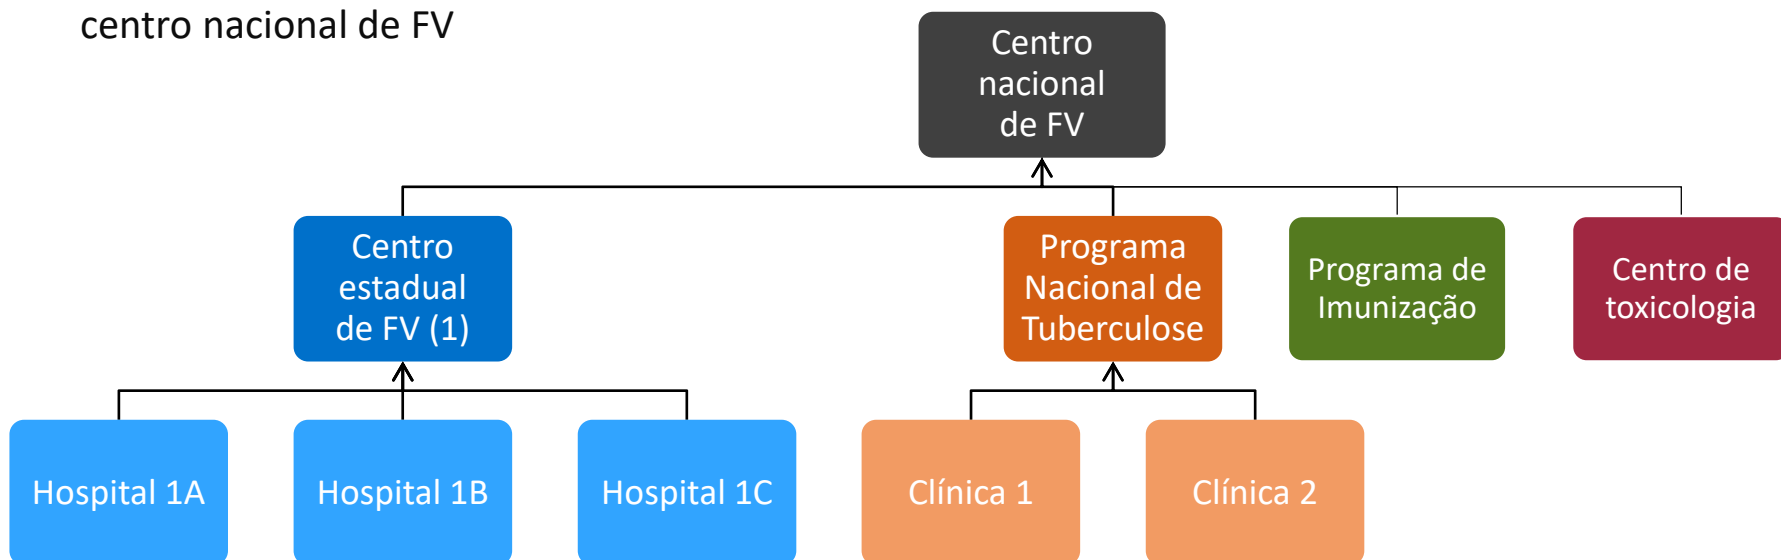 centro nacional de FV
Centro
nacional
de FV
Centro
estadual
de FV (1)
Programa
Nacional de
Tuberculose
Programa de
Imunização
Centro de
toxicologia
Hospital 1A
Hospital 1B
Hospital 1C
Clínica 1
Clínica 2